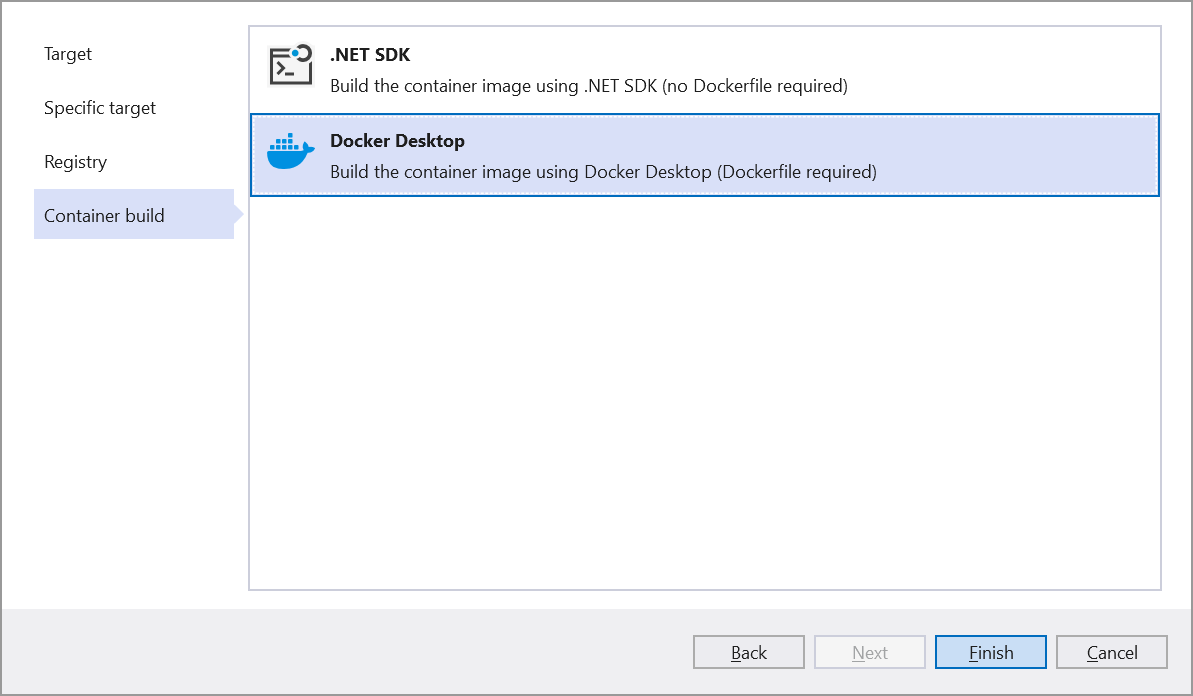 Target
Specific target
Registry
Container build
.NET SDK
Build the container image using .NET SDK (no Dockerfile required)
Docker Desktop
Build the container image using Docker Desktop (Dockerfile required)
Back
Next
Finish
Cancel